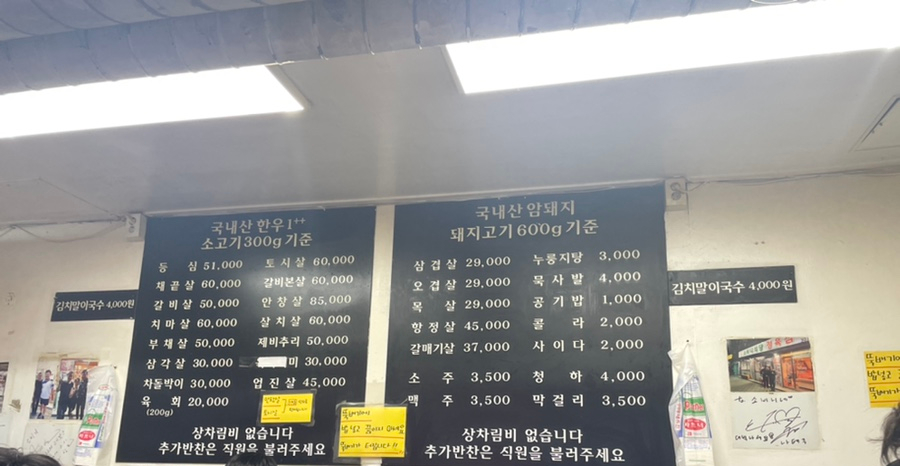 국내산 한우 1++
소고기 300g 기준
등 심 51,000 토시살 60,000
채끝살 60,000 갈비본살 60,000
갈비살 50,000 안창살 85,000
치마살 60,000 살치살 60,000
부채살 50,000 제비추리 50,000
삼각살 30,000 미 30,000
차돌박이 30,000 업진살 45,000
육 회 20,000
(200g)
상차림비 없습니다
추가반찬은 직원을 불러주세요
국내산 암돼지
돼지고기 600g 기준
삼겹살 29,000 누룽지탕 3,000
오겹살 29,000 묵사발 4,000
목 살 29,000 공기밥 1,000
항정살 45,000 콜 라 2,000
갈매기살 37,000 사이다 2,000
소 주 3,500 청 하 4,000
맥 주 3,500 막걸리 3,500
상차림비 없습니다
추가반찬은 직원을 불러주세요
김치말이국수 4,000원
김치말이국수 4,000원
뚝배기에